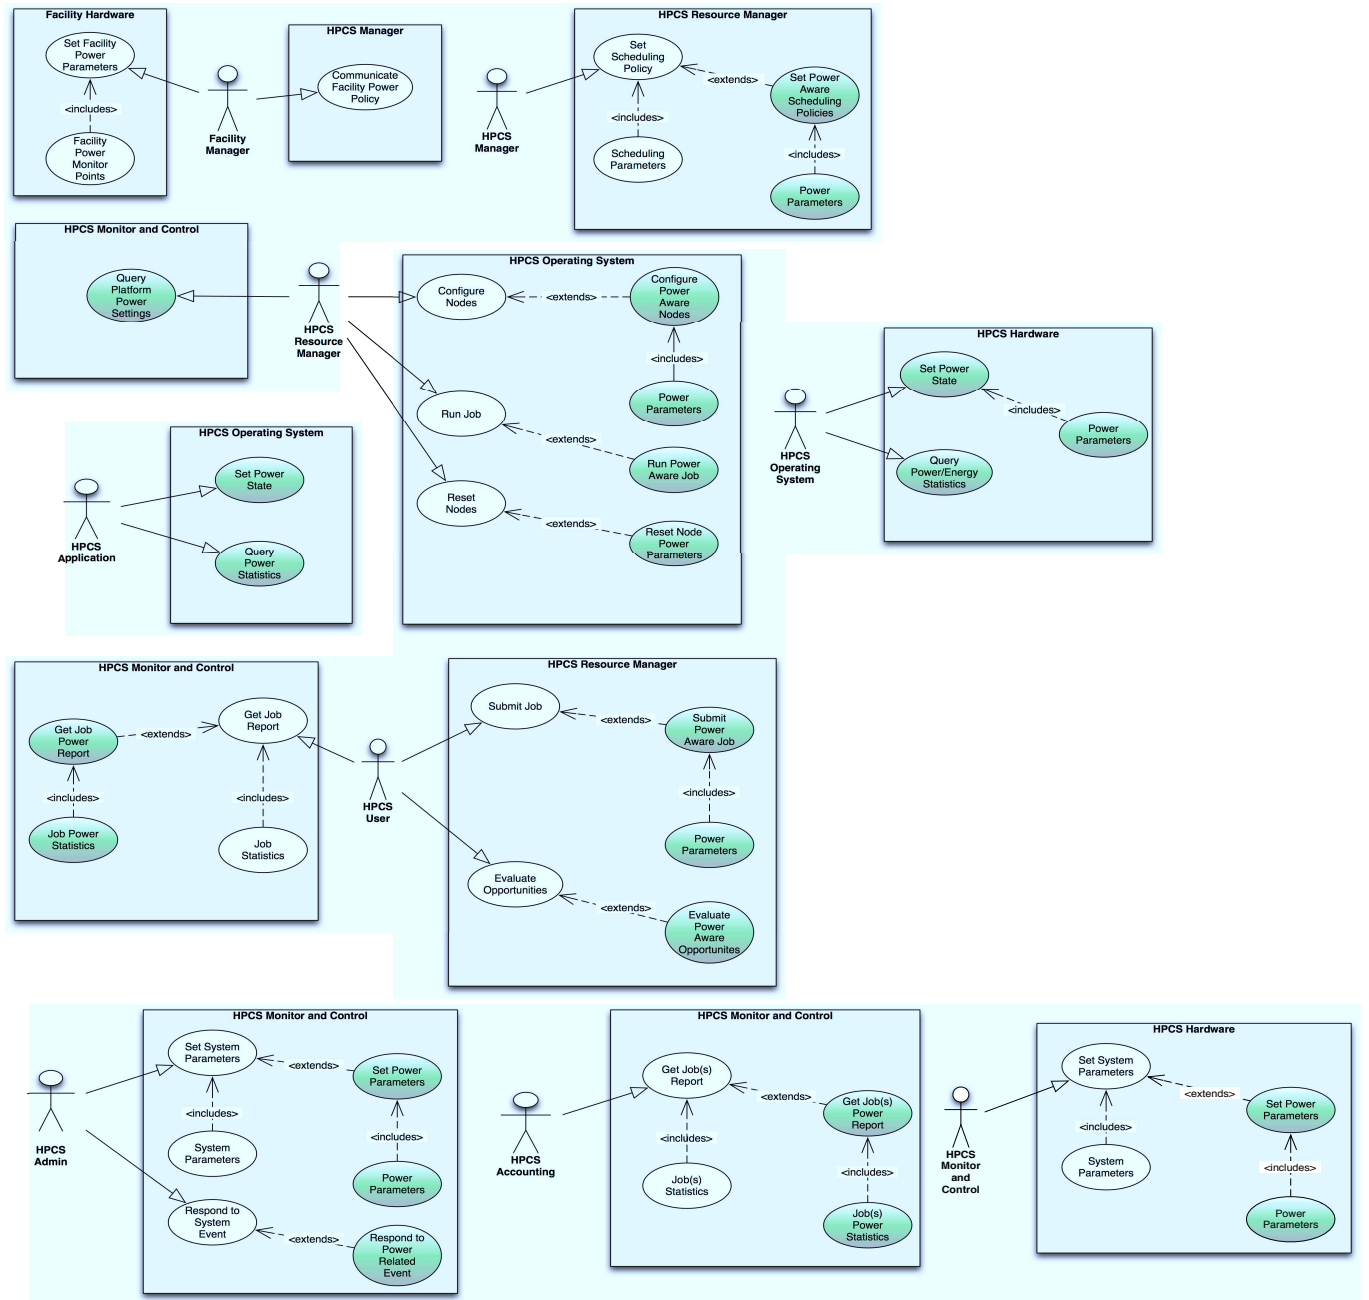 Facility Hardware
Set Facility
Power
Parameters
<includes>
Facility
Power
Monitor
Points
Facility
Manager
HPCS Manager
Communicate
Facility Power
Policy
HPCS
Manager
HPCS Resource Manager
Set
Scheduling
Policy
<extends>
Set Power
Aware
Scheduling
Policies
<includes>
Scheduling
Parameters
<includes>
Power
Parameters
HPCS Monitor and Control
Query
Platform
Power
Settings
HPCS
Resource
Manager
HPCS Operating System
Configure
Nodes
<extends>
Configure
Power
Aware
Nodes
<includes>
Power
Parameters
Run Job
<extends>
Run Power
Aware Job
Reset
Nodes
<extends>
Reset Node
Power
Parameters
HPCS
Operating
System
HPCS Hardware
Set Power
State
<includes>
Power
Parameters
Query
Power/Energy
Statistics
HPCS
Application
HPCS Operating System
Set Power
State
Query
Power
Statistics
HPCS Monitor and Control
Get Job
Power
Report
<extends>
Get Job
Report
<includes>
Job Power
Statistics
<includes>
Job
Statistics
HPCS
User
HPCS Resource Manager
Submit Job
<extends>
Submit
Power
Aware Job
<includes>
Power
Parameters
Evaluate
Opportunities
<extends>
Evaluate
Power
Aware
Opportunites
HPCS
Admin
HPCS Monitor and Control
Set System
Parameters
<extends>
Set Power
Parameters
<includes>
System
Parameters
<includes>
Power
Parameters
Respond to
System
Event
<extends>
Respond to
Power
Related
Event
HPCS
Accounting
HPCS Monitor and Control
Get Job(s)
Report
<extends>
Get Job(s)
Power
Report
<includes>
Job(s)
Statistics
<includes>
Job(s)
Power
Statistics
HPCS
Monitor
and
Control
HPCS Hardware
Set System
Parameters
<extends>
Set Power
Parameters
<includes>
System
Parameters
<includes>
Power
Parameters